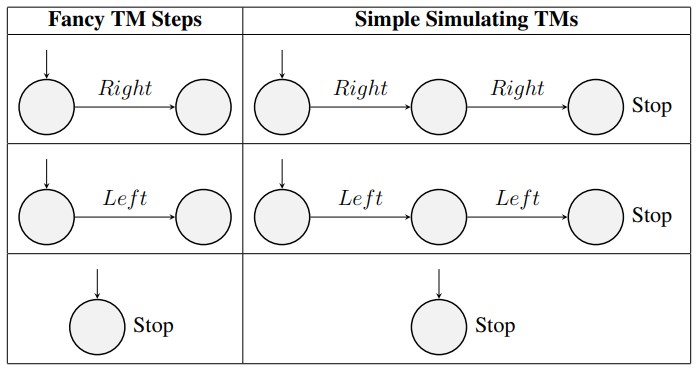 Fancy TM Steps Simple Simulating TMs
Right Right Right
Stop
Left Left Left
Stop
Stop Stop